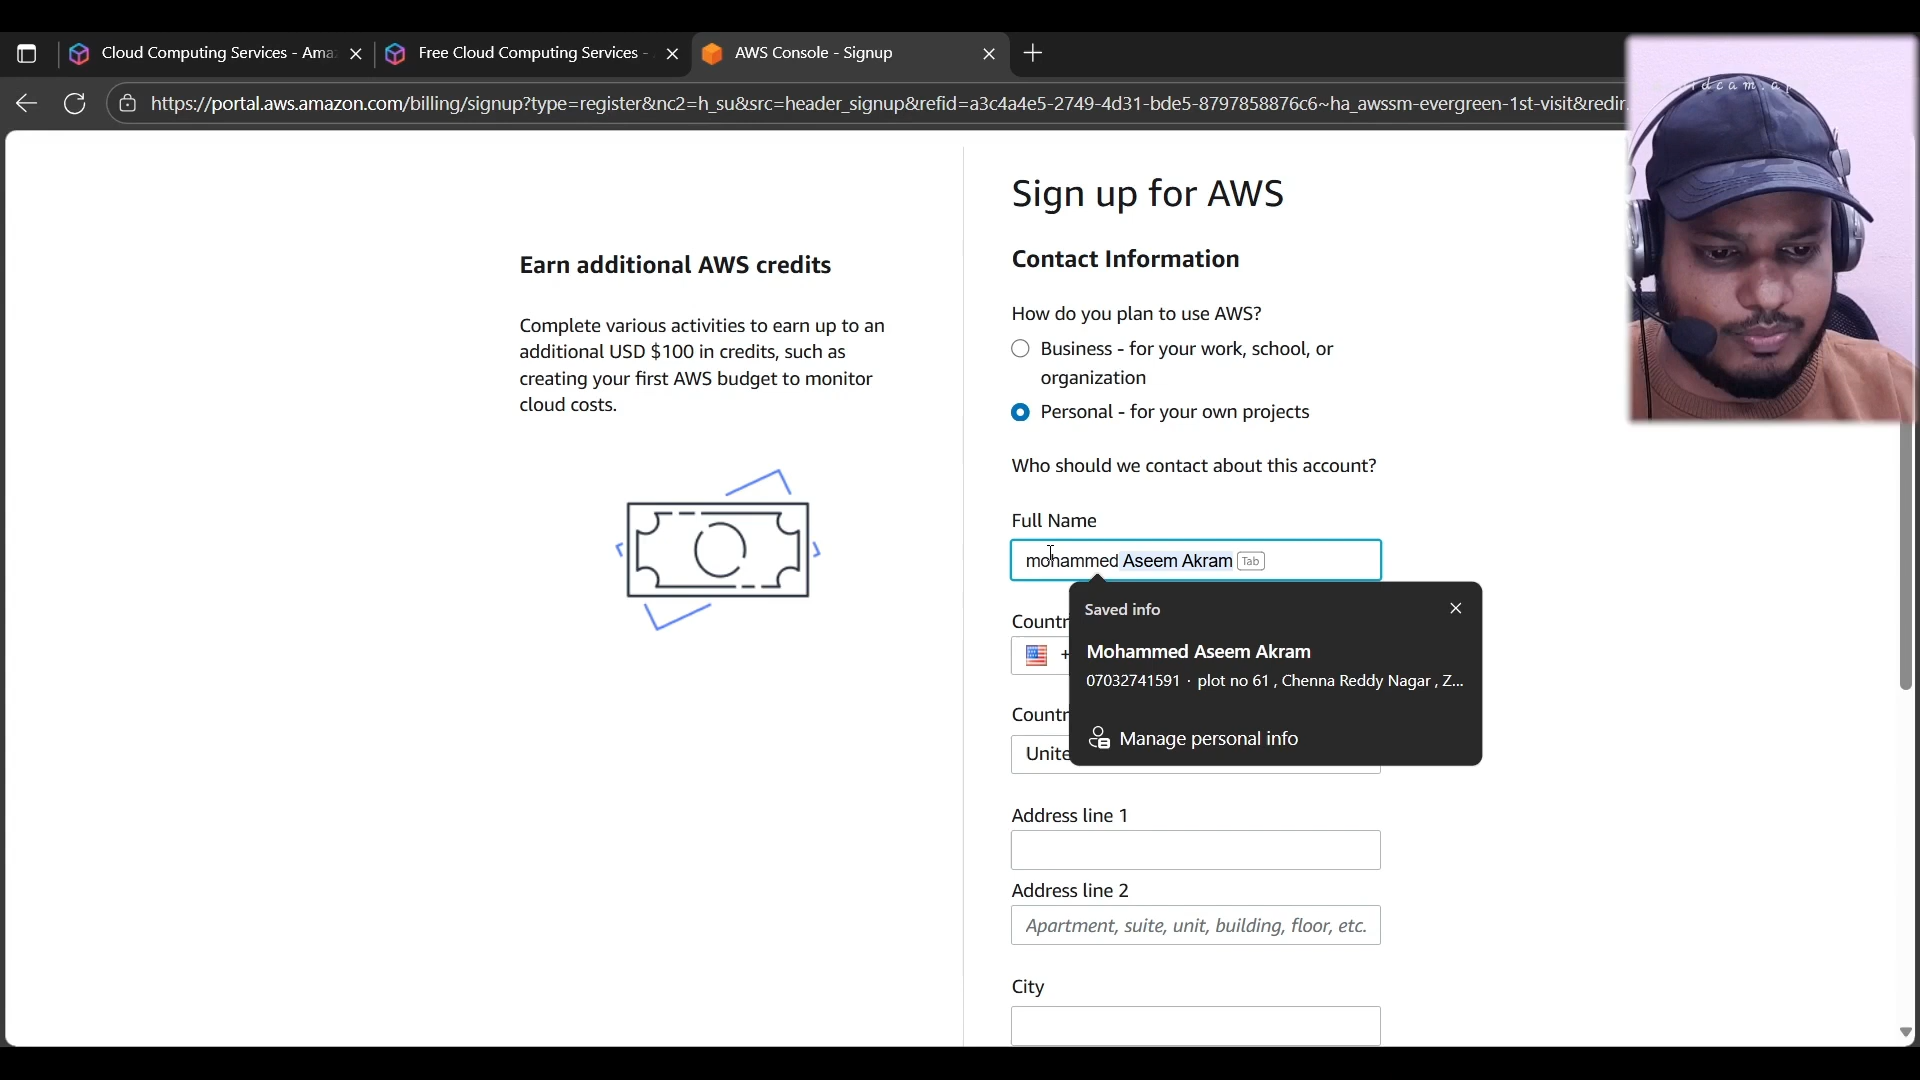 Cloud Computing Services - Ama
Free Cloud Computing Services -
AWS Console - Signup
https://portal.aws.amazon.com/billing/signup?type=register&nc2=h_su&src=header_signup&refid=a3c4a4e5-2749-4d31-bde5-8797858876c6~ha_awssm-evergreen-1st-visit&redir.
Earn additional AWS credits
Complete various activities to earn up to an
additional USD $100 in credits, such as
creating your first AWS budget to monitor
cloud costs.
Sign up for AWS
Contact Information
How do you plan to use AWS?
Business - for your work, school, or
organization
Personal - for your own projects
Who should we contact about this account?
Full Name
mohammed Aseem Akram Tab
Saved info
Mohammed Aseem Akram
07032741591 · plot no 61 , Chenna Reddy Nagar , Z...
Manage personal info
Countr
+
Countr
Unite
Address line 1
Address line 2
Apartment, suite, unit, building, floor, etc.
City